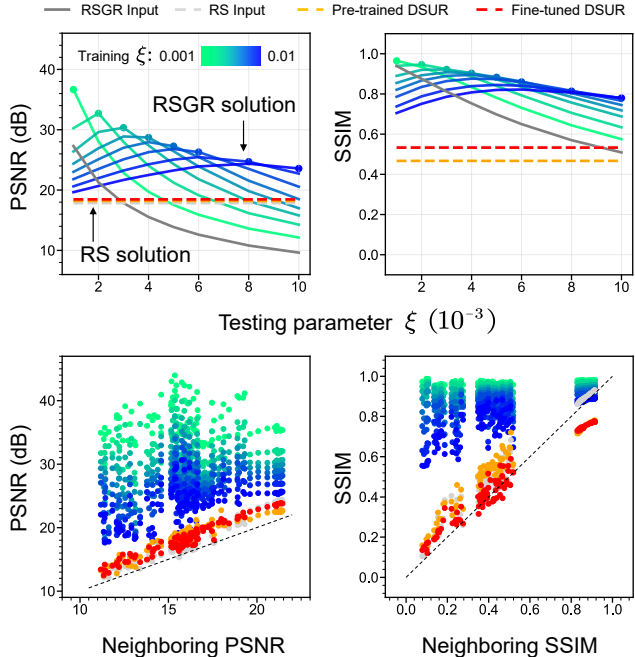 RSGR Input RS Input Pre-trained DSUR Fine-tuned DSUR
PSNR (dB)
40
30
20
10
Training ξ: 0.001 0.01
RSGR solution
RS solution
2 4 6 8 10
SSIM
1.0
0.8
0.6
0.4
0.2
0.0
2 4 6 8 10
Testing parameter ξ (10⁻³)
PSNR (dB)
40
30
20
10
10 15 20
Neighboring PSNR
SSIM
1.0
0.8
0.6
0.4
0.2
0.0
0.0 0.2 0.4 0.6 0.8 1.0
Neighboring SSIM